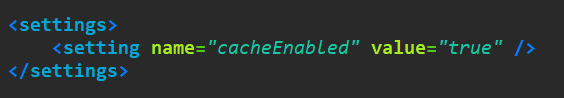 <settings>
    <setting name="cacheEnabled" value="true" />
</settings>